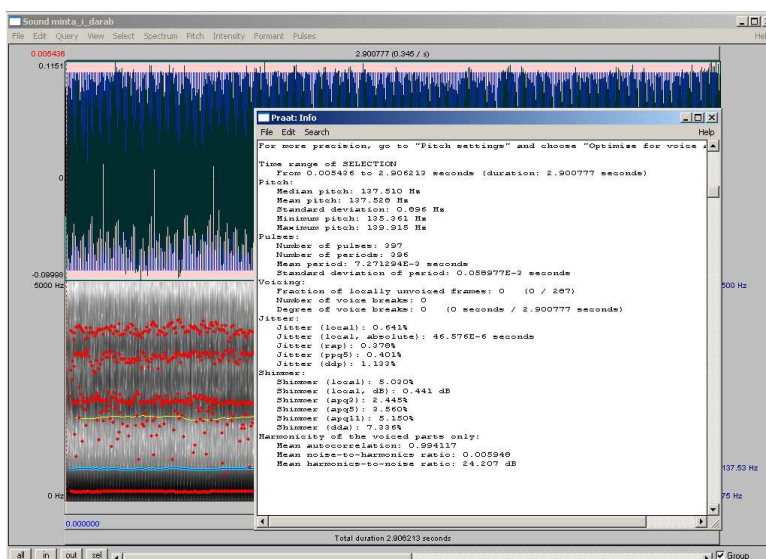 Sound minta_i_darab
File Edit Query View Select Spectrum Pitch Intensity Formant Pulses Hel
0.005436
2.900777 (0.345 / s)
0.1151
0
-0.09998
5000 Hz
0 Hz
500 Hz
137.53 Hz
75 Hz
Praat: Info
File Edit Search Help
For more precision, go to "Pitch settings" and choose "Optimise for voice a
Time range of SELECTION
From 0.005436 to 2.906213 seconds (duration: 2.900777 seconds)
Pitch:
Median pitch: 137.510 Hz
Mean pitch: 137.528 Hz
Standard deviation: 0.896 Hz
Minimum pitch: 135.361 Hz
Maximum pitch: 139.915 Hz
Pulses:
Number of pulses: 397
Number of periods: 396
Mean period: 7.271294E-3 seconds
Standard deviation of period: 0.058977E-3 seconds
Voicing:
Fraction of locally unvoiced frames: 0 (0 / 287)
Number of voice breaks: 0
Degree of voice breaks: 0 (0 seconds / 2.900777 seconds)
Jitter:
Jitter (local): 0.641%
Jitter (local, absolute): 46.576E-6 seconds
Jitter (rap): 0.378%
Jitter (ppq5): 0.401%
Jitter (ddp): 1.133%
Shimmer:
Shimmer (local): 5.030%
Shimmer (local, dB): 0.441 dB
Shimmer (apq3): 2.445%
Shimmer (apq5): 3.560%
Shimmer (apq11): 5.150%
Shimmer (dda): 7.336%
Harmonicity of the voiced parts only:
Mean autocorrelation: 0.994117
Mean noise-to-harmonics ratio: 0.005948
Mean harmonics-to-noise ratio: 24.207 dB
0.000000
Total duration 2.906213 seconds
all in out sel Group